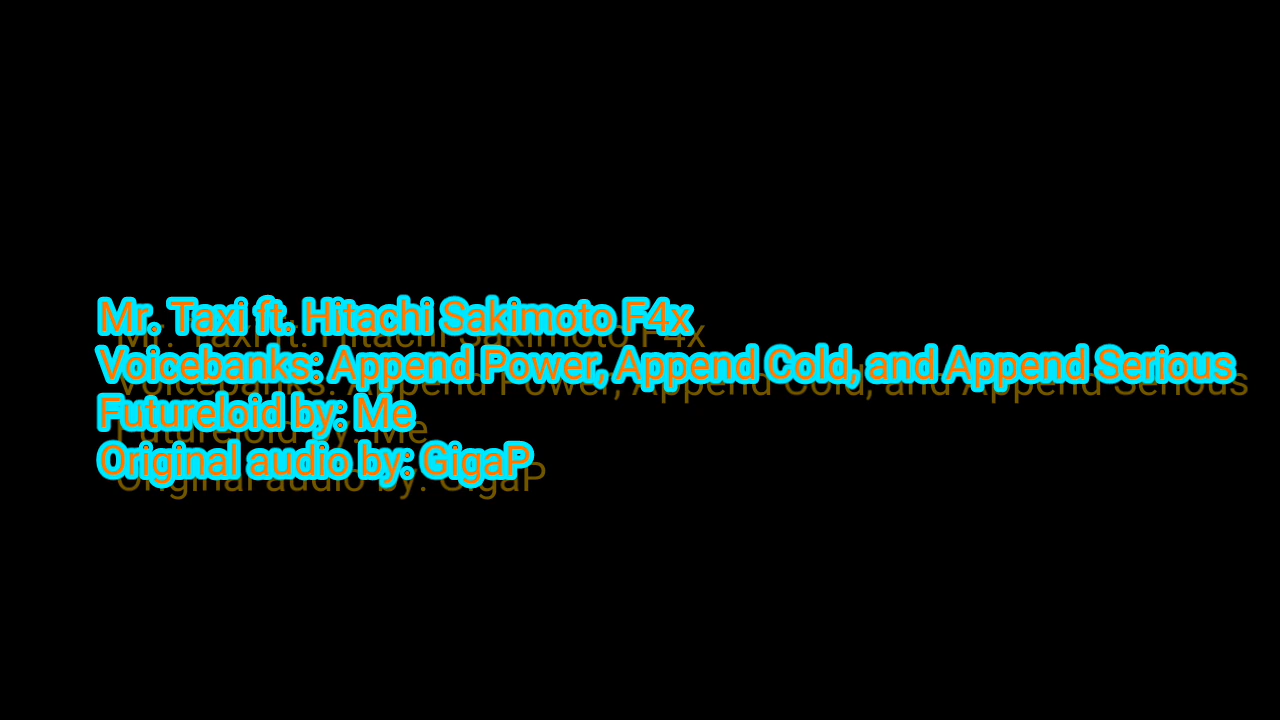 Mr. Taxi ft. Hitachi Sakimoto F4x
Voicebanks: Append Power, Append Cold, and Append Serious
Futureloid by: Me
Original audio by: GigaP